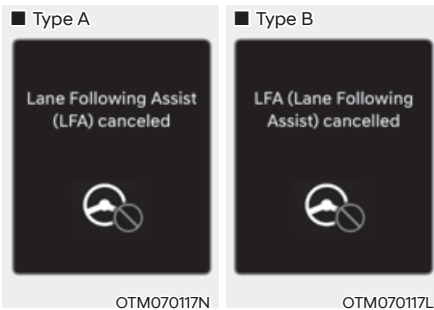 ■ Type A
Lane Following Assist
(LFA) canceled
OTM070117N
■ Type B
LFA (Lane Following
Assist) cancelled
OTM070117L